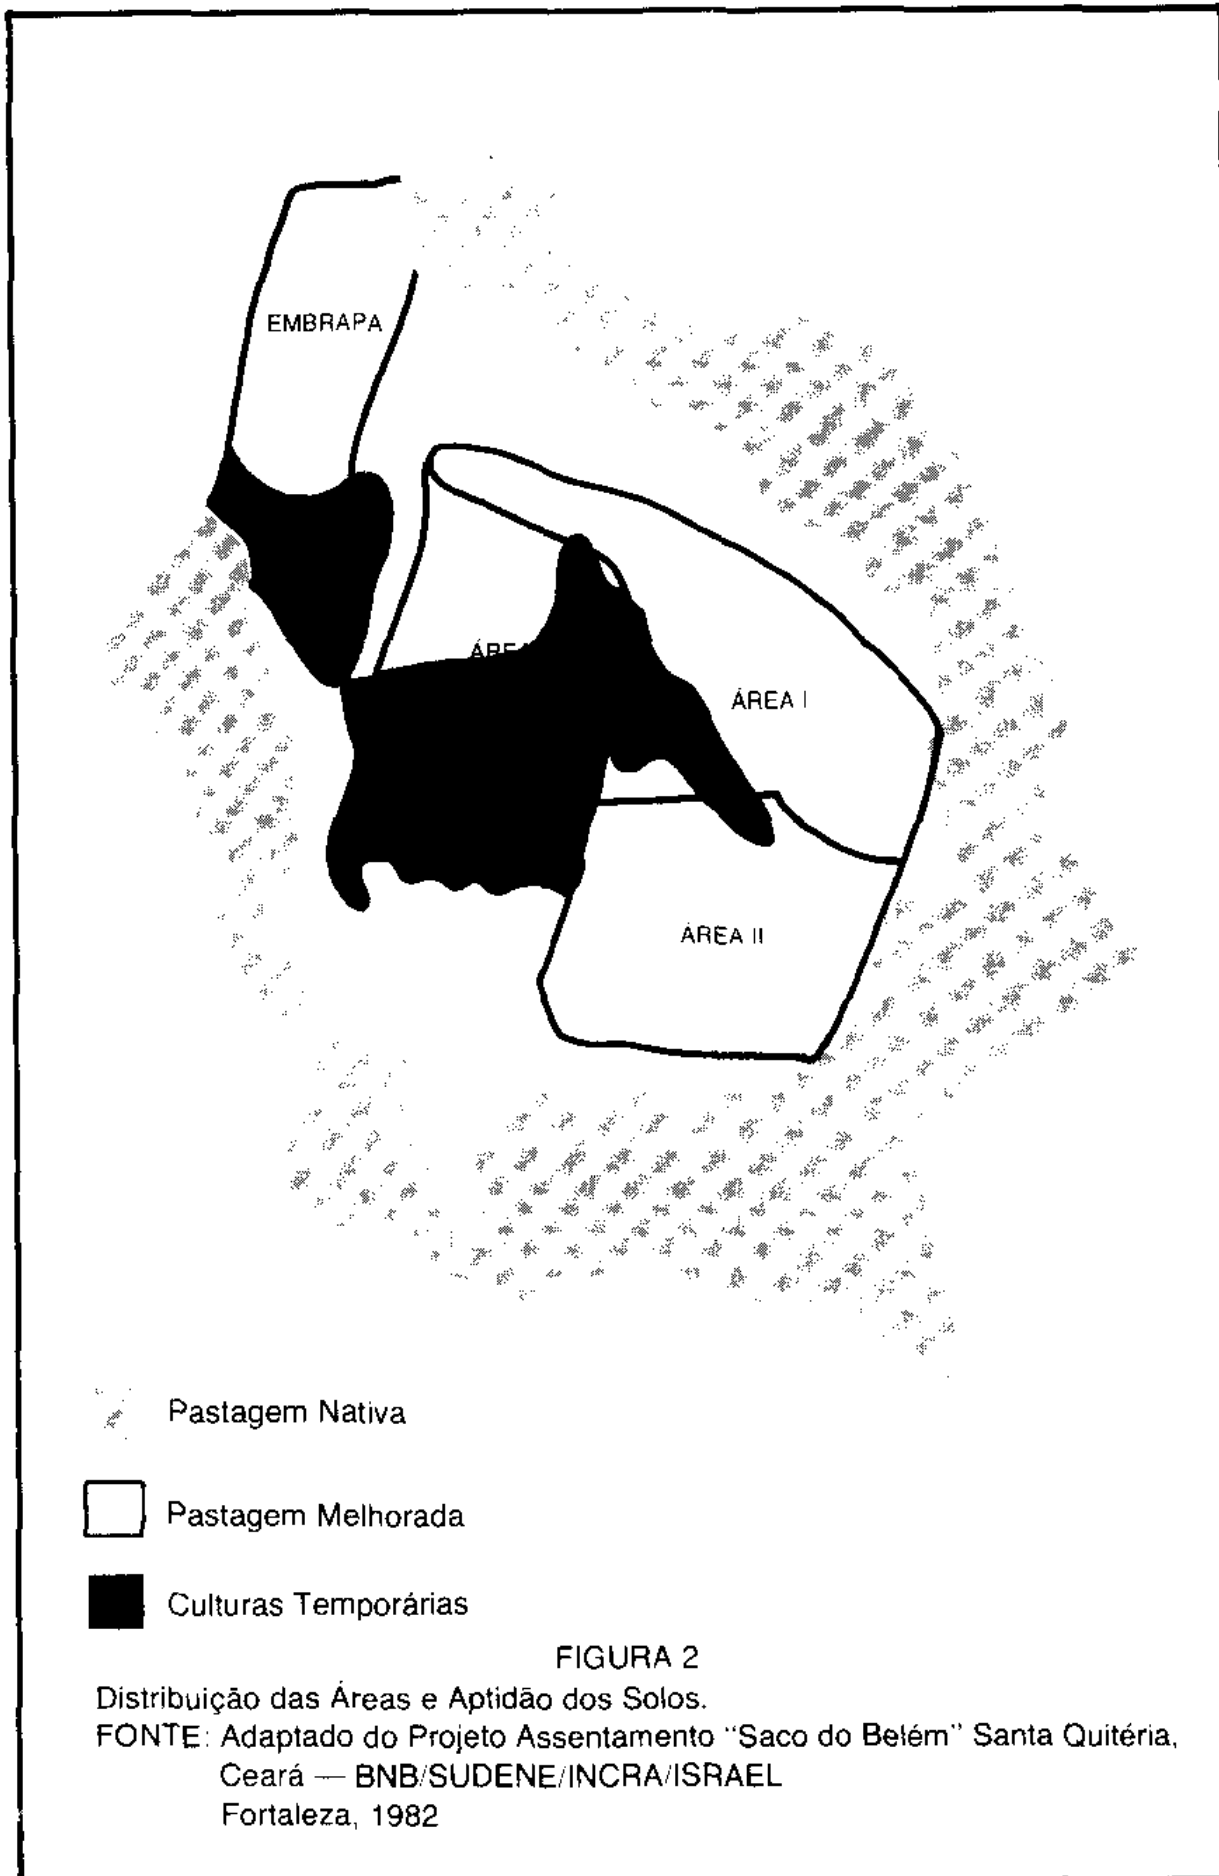 EMBRAPA
ÁREA I
ÁREA II
Pastagem Nativa
Pastagem Melhorada
Culturas Temporárias
FIGURA 2
Distribuição das Áreas e Aptidão dos Solos.
FONTE: Adaptado do Projeto Assentamento “Saco do Belém” Santa Quitéria,
Ceará — BNB/SUDENE/INCRA/ISRAEL
Fortaleza, 1982